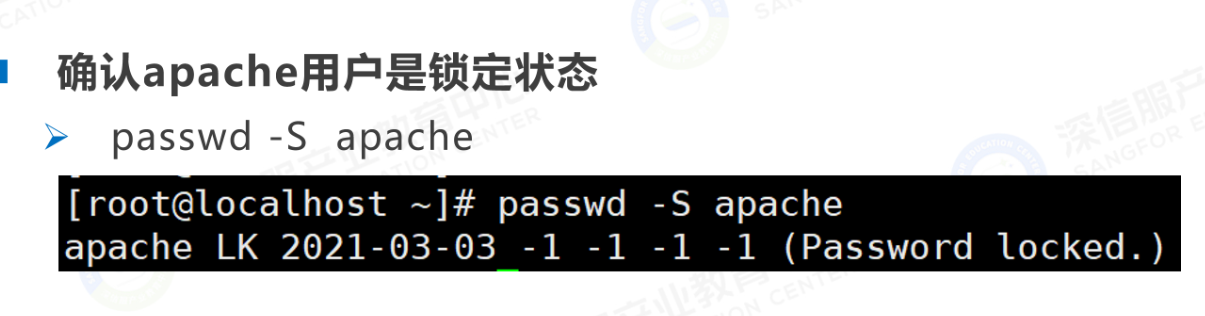 确认apache用户是锁定状态
passwd -S apache
[root@localhost ~]# passwd -S apache
apache LK 2021-03-03 -1 -1 -1 -1 (Password locked.)